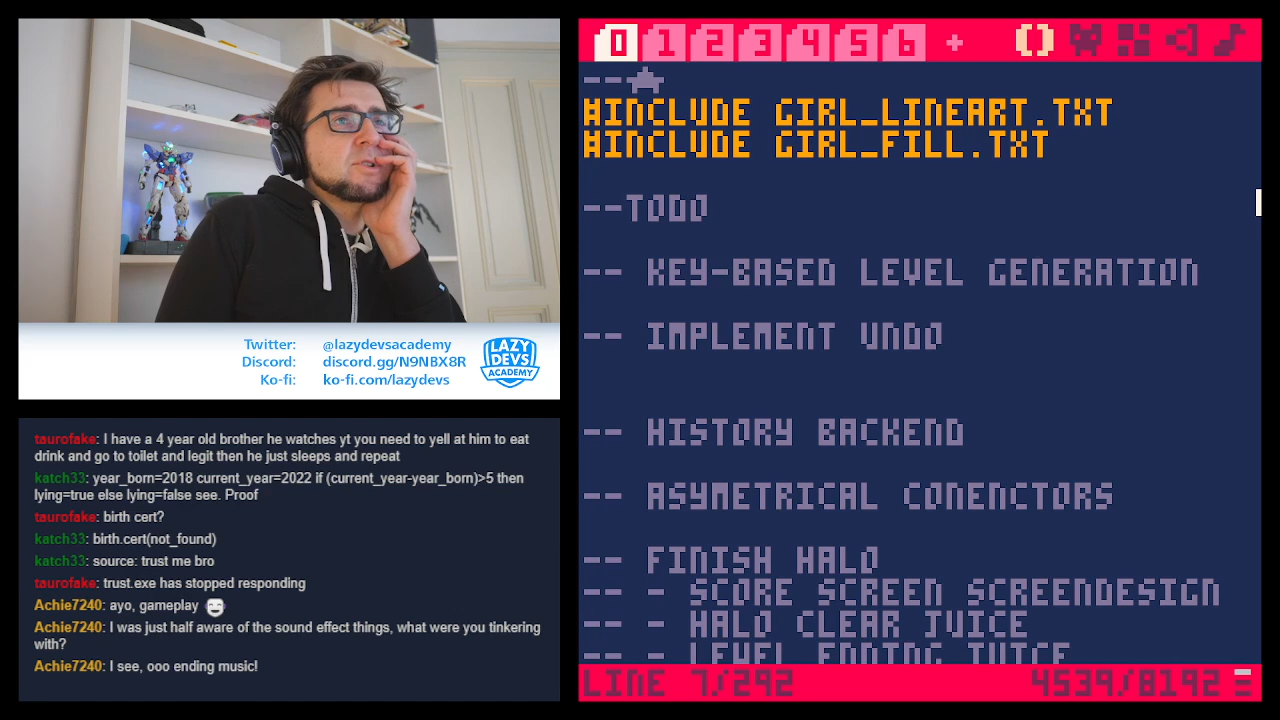 Twitter: @lazydevsacademy
Discord: discord.gg/N9NBX8R
Ko-fi: ko-fi.com/lazydevs
LAZY
DEVS
ACADEMY
taurofake: I have a 4 year old brother he watches yt you need to yell at him to eat
drink and go to toilet and legit then he just sleeps and repeat
katch33: year_born=2018 current_year=2022 if (current_year-year_born)>5 then
lying=true else lying=false see. Proof
taurofake: birth cert?
katch33: birth.cert(not_found)
katch33: source: trust me bro
taurofake: trust.exe has stopped responding
Achie7240: ayo, gameplay
Achie7240: I was just half aware of the sound effect things, what were you tinkering
with?
Achie7240: I see, ooo ending music!
0 1 2 3 4 5 6 +
--
#INCLUDE GIRL_LINEART.TXT
#INCLUDE GIRL_FILL.TXT
--TODO
-- KEY-BASED LEVEL GENERATION
-- IMPLEMENT UNDO
-- HISTORY BACKEND
-- ASYMETRICAL CONENCTORS
-- FINISH HALO
-- - SCORE SCREEN SCREENDESIGN
-- - HALO CLEAR JUICE
-- - LEVEL ENDING JUICE
LINE 7/292 4539/8192